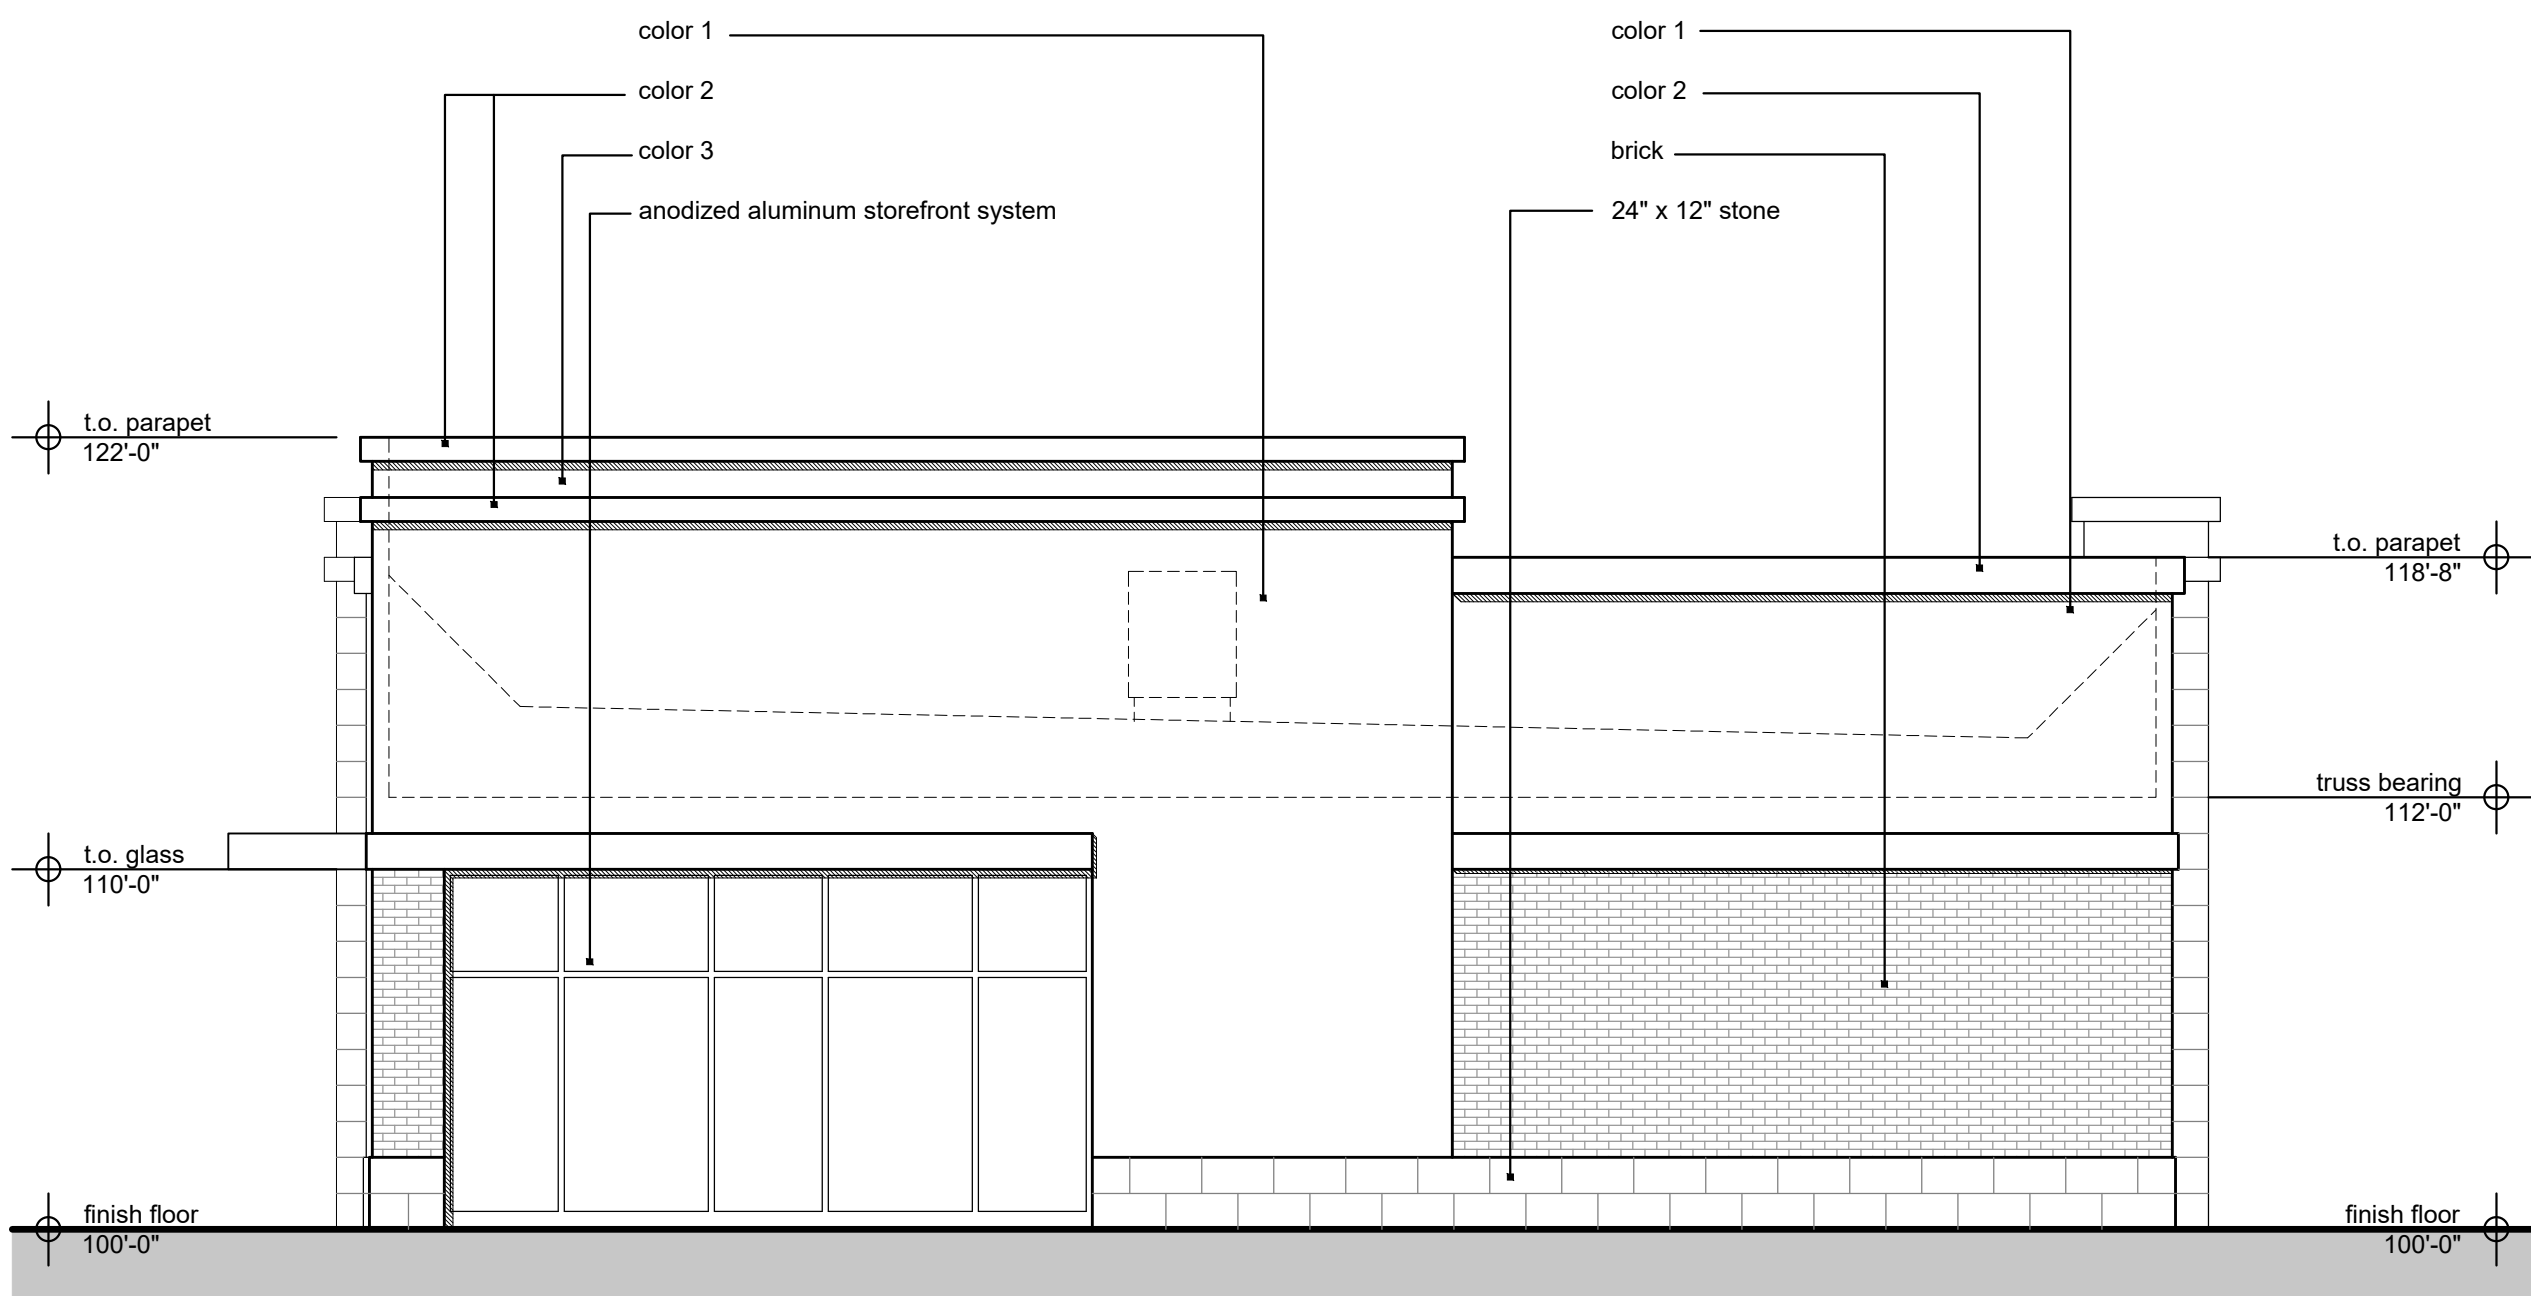 color 1
color 2
color 3
anodized aluminum storefront system
color 1
color 2
brick
24" x 12" stone
t.o. parapet
122'-0"
t.o. glass
110'-0"
finish floor
100'-0"
t.o. parapet
118'-8"
truss bearing
112'-0"
finish floor
100'-0"